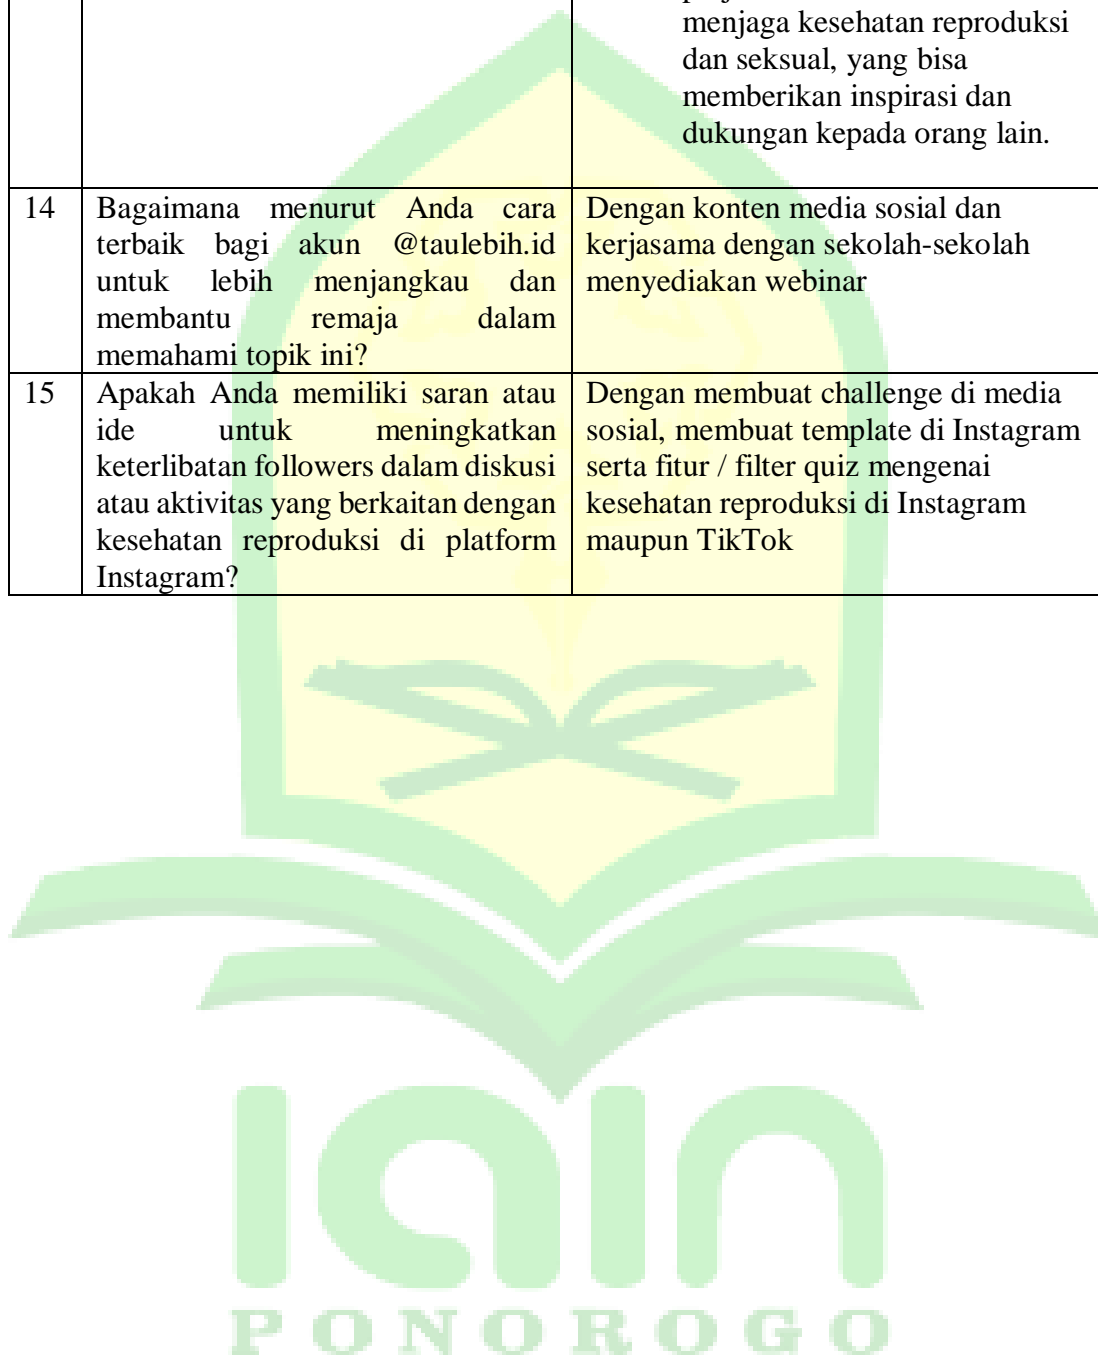 menjaga kesehatan reproduksi
dan seksual, yang bisa
memberikan inspirasi dan
dukungan kepada orang lain.
14
Bagaimana menurut Anda cara
terbaik bagi akun @taulebih.id
untuk lebih menjangkau dan
membantu remaja dalam
memahami topik ini?
Dengan konten media sosial dan
kerjasama dengan sekolah-sekolah
menyediakan webinar
15
Apakah Anda memiliki saran atau
ide untuk meningkatkan
keterlibatan followers dalam diskusi
atau aktivitas yang berkaitan dengan
kesehatan reproduksi di platform
Instagram?
Dengan membuat challenge di media
sosial, membuat template di Instagram
serta fitur / filter quiz mengenai
kesehatan reproduksi di Instagram
maupun TikTok
iain
PONOROGO